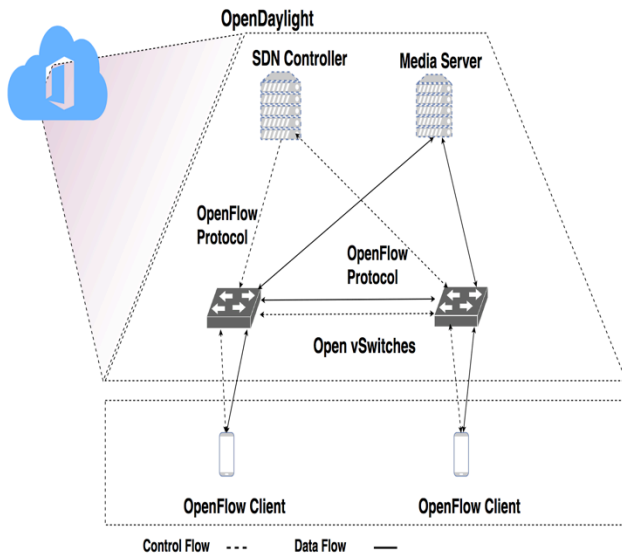 OpenDaylight
SDN Controller
Media Server
OpenFlow
Protocol
OpenFlow
Protocol
Open vSwitches
OpenFlow Client
OpenFlow Client
Control Flow
Data Flow